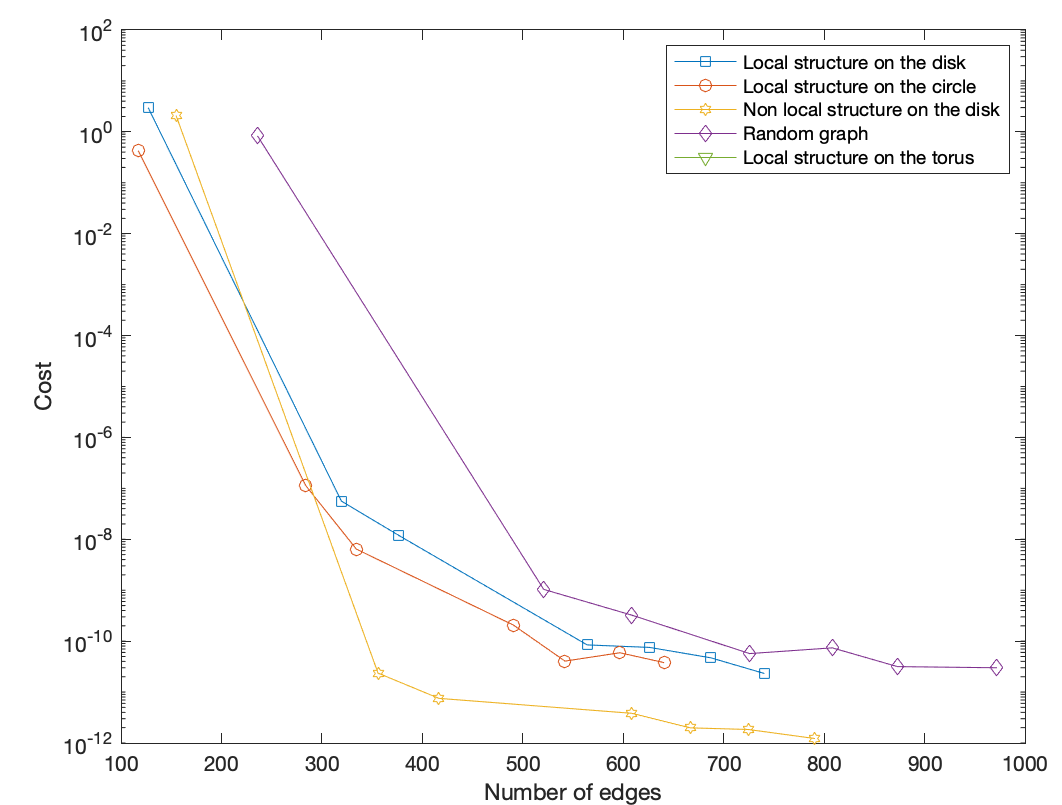 10^2
10^0
10^-2
10^-4
10^-6
10^-8
10^-10
10^-12
Cost
Local structure on the disk
Local structure on the circle
Non local structure on the disk
Random graph
Local structure on the torus
100 200 300 400 500 600 700 800 900 1000
Number of edges